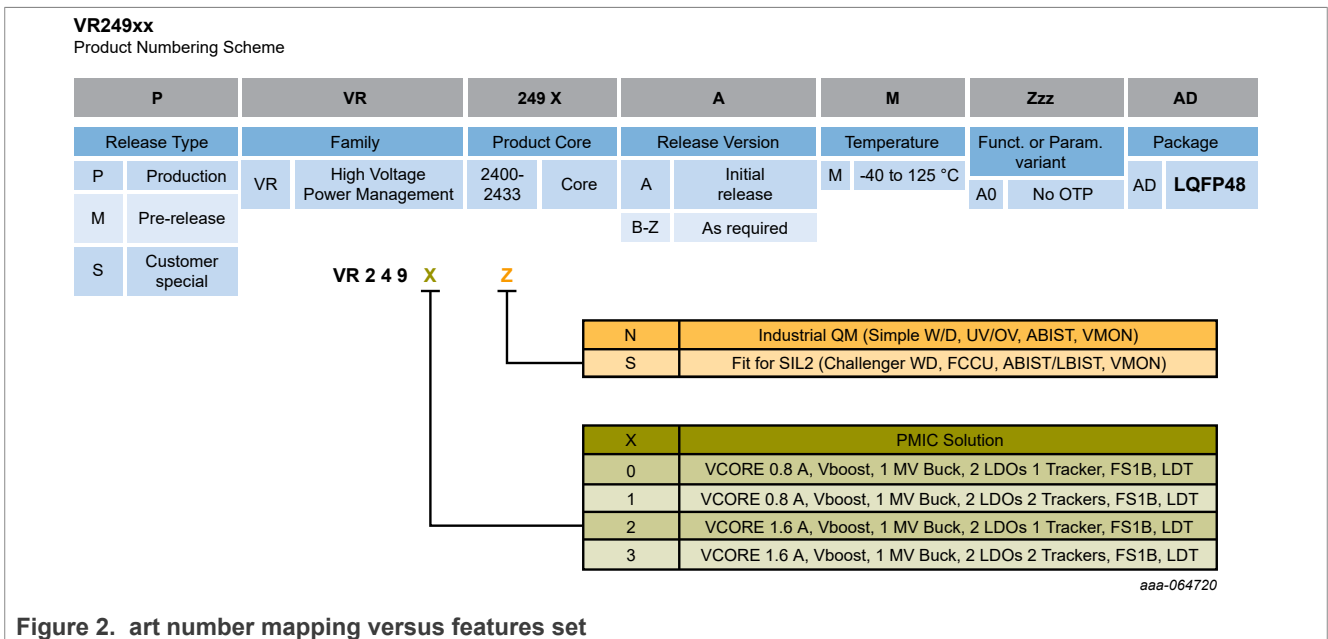 VR249xx
Product Numbering Scheme
P VR 249 X A M Zzz AD
Release Type Family Product Core Release Version Temperature Funct. or Param. variant Package
P Production
M Pre-release
S Customer special
VR High Voltage Power Management
2400-2433 Core
A Initial release
B-Z As required
M -40 to 125 °C
A0 No OTP
AD LQFP48
VR 2 4 9 X Z
N Industrial QM (Simple W/D, UV/OV, ABIST, VMON)
S Fit for SIL2 (Challenger WD, FCCU, ABIST/LBIST, VMON)
X PMIC Solution
0 VCORE 0.8 A, Vboost, 1 MV Buck, 2 LDOs 1 Tracker, FS1B, LDT
1 VCORE 0.8 A, Vboost, 1 MV Buck, 2 LDOs 2 Trackers, FS1B, LDT
2 VCORE 1.6 A, Vboost, 1 MV Buck, 2 LDOs 1 Tracker, FS1B, LDT
3 VCORE 1.6 A, Vboost, 1 MV Buck, 2 LDOs 2 Trackers, FS1B, LDT
aaa-064720
Figure 2. art number mapping versus features set